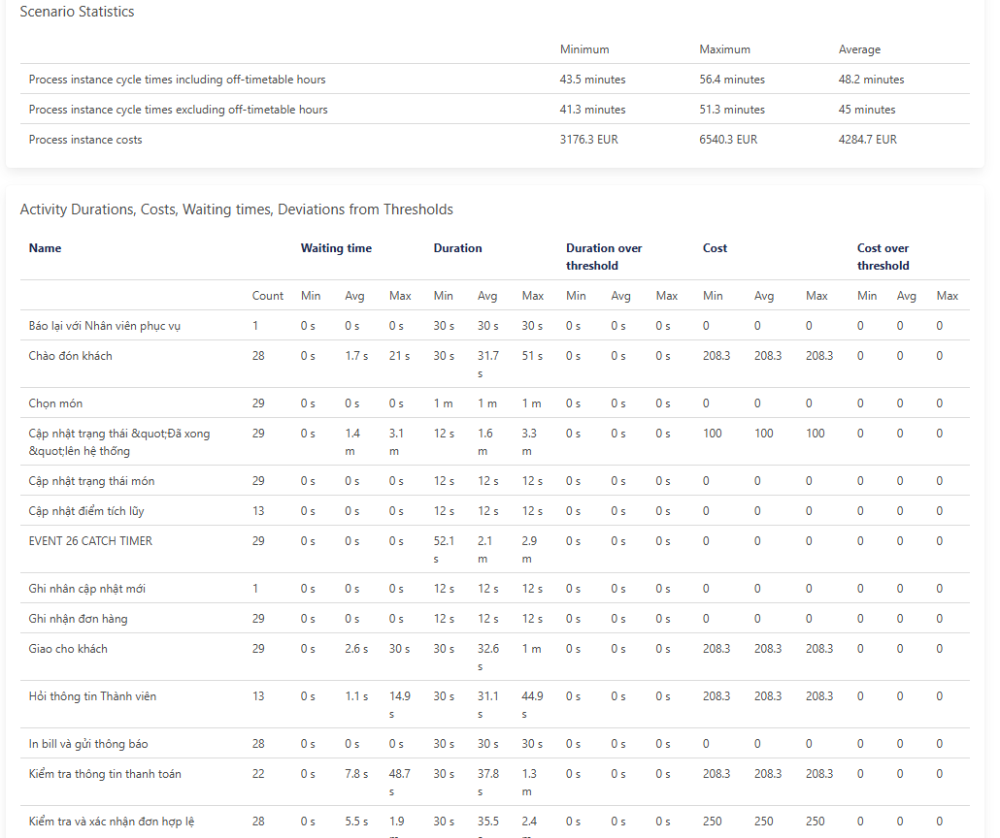 Scenario Statistics
Minimum Maximum Average
Process instance cycle times including off-timetable hours 43.5 minutes 56.4 minutes 48.2 minutes
Process instance cycle times excluding off-timetable hours 41.3 minutes 51.3 minutes 45 minutes
Process instance costs 3176.3 EUR 6540.3 EUR 4284.7 EUR
Activity Durations, Costs, Waiting times, Deviations from Thresholds
Name Waiting time Duration Duration over Cost Cost over
threshold threshold
Count Min Avg Max Min Avg Max Min Avg Max Min Avg Max Min Avg Max
Báo lại với Nhân viên phục vụ 1 0 s 0 s 0 s 30 s 30 s 30 s 0 s 0 s 0 s 0 0 0 0 0 0
Chào đón khách 28 0 s 1.7 s 21 s 30 s 31.7 51 s 0 s 0 s 0 s 208.3 208.3 208.3 0 0 0
s
Chọn món 29 0 s 0 s 0 s 1 m 1 m 1 m 0 s 0 s 0 s 0 0 0 0 0 0
Cập nhật trạng thái &quot;Đã xong 29 0 s 1.4 3.1 12 s 1.6 3.3 0 s 0 s 0 s 100 100 100 0 0 0
&quot;lên hệ thống m m m m
Cập nhật trạng thái món 29 0 s 0 s 0 s 12 s 12 s 12 s 0 s 0 s 0 s 0 0 0 0 0 0
Cập nhật điểm tích lũy 13 0 s 0 s 0 s 12 s 12 s 12 s 0 s 0 s 0 s 0 0 0 0 0 0
EVENT 26 CATCH TIMER 29 0 s 0 s 0 s 52.1 2.1 2.9 0 s 0 s 0 s 0 0 0 0 0 0
s m m
Ghi nhân cập nhật mới 1 0 s 0 s 0 s 12 s 12 s 12 s 0 s 0 s 0 s 0 0 0 0 0 0
Ghi nhận đơn hàng 29 0 s 0 s 0 s 12 s 12 s 12 s 0 s 0 s 0 s 0 0 0 0 0 0
Giao cho khách 29 0 s 2.6 s 30 s 30 s 32.6 1 m 0 s 0 s 0 s 208.3 208.3 208.3 0 0 0
s
Hỏi thông tin Thành viên 13 0 s 1.1 s 14.9 30 s 31.1 44.9 0 s 0 s 0 s 208.3 208.3 208.3 0 0 0
s s s
In bill và gửi thông báo 28 0 s 0 s 0 s 30 s 30 s 30 s 0 s 0 s 0 s 0 0 0 0 0 0
Kiểm tra thông tin thanh toán 22 0 s 7.8 s 48.7 30 s 37.8 1.3 0 s 0 s 0 s 208.3 208.3 208.3 0 0 0
s s m
Kiểm tra và xác nhận đơn hợp lệ 28 0 s 5.5 s 1.9 30 s 35.5 2.4 0 s 0 s 0 s 250 250 250 0 0 0